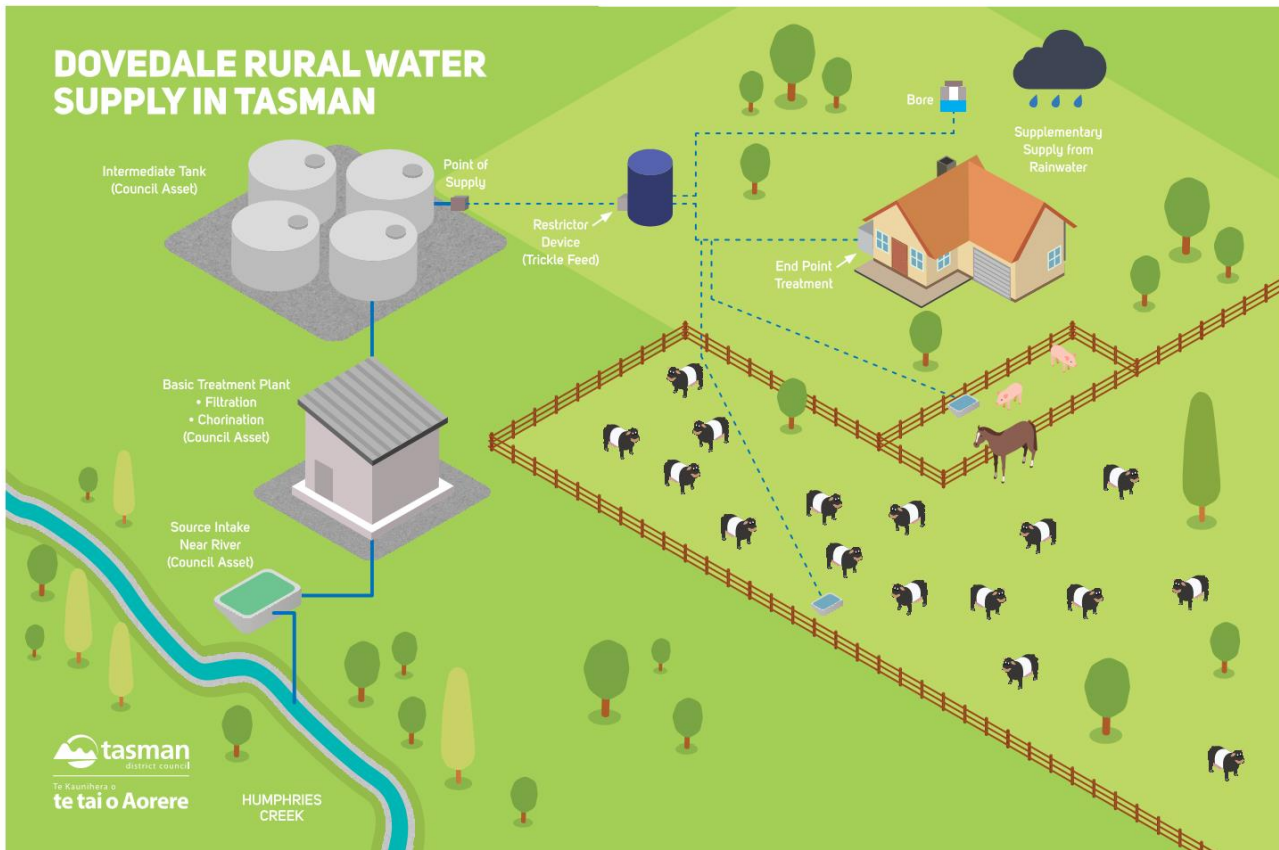 DOVEDALE RURAL WATER
SUPPLY IN TASMAN
Intermediate Tank
(Council Asset)
Point of
Supply
Restrictor
Device
(Trickle Feed)
Bore
Supplementary
Supply from
Rainwater
End Point
Treatment
Basic Treatment Plant
• Filtration
• Chorination
(Council Asset)
Source Intake
Near River
(Council Asset)
tasman
district council
Te Kaunihera o
te tai o Aorere
HUMPHRIES
CREEK